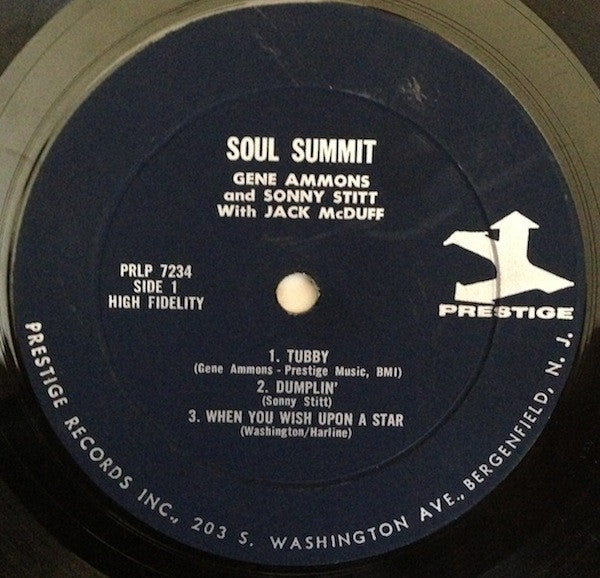 SOUL SUMMIT
GENE AMMONS
and SONNY STITT
With JACK McDUFF
PRLP 7234
SIDE 1
HIGH FIDELITY
PRESTIGE
1. TUBBY
(Gene Ammons - Prestige Music, BMI)
2. DUMPLIN'
(Sonny Stitt)
3. WHEN YOU WISH UPON A STAR
(Washington/Harline)
PRESTIGE RECORDS INC., 203 S. WASHINGTON AVE., BERGENFIELD, N. J.